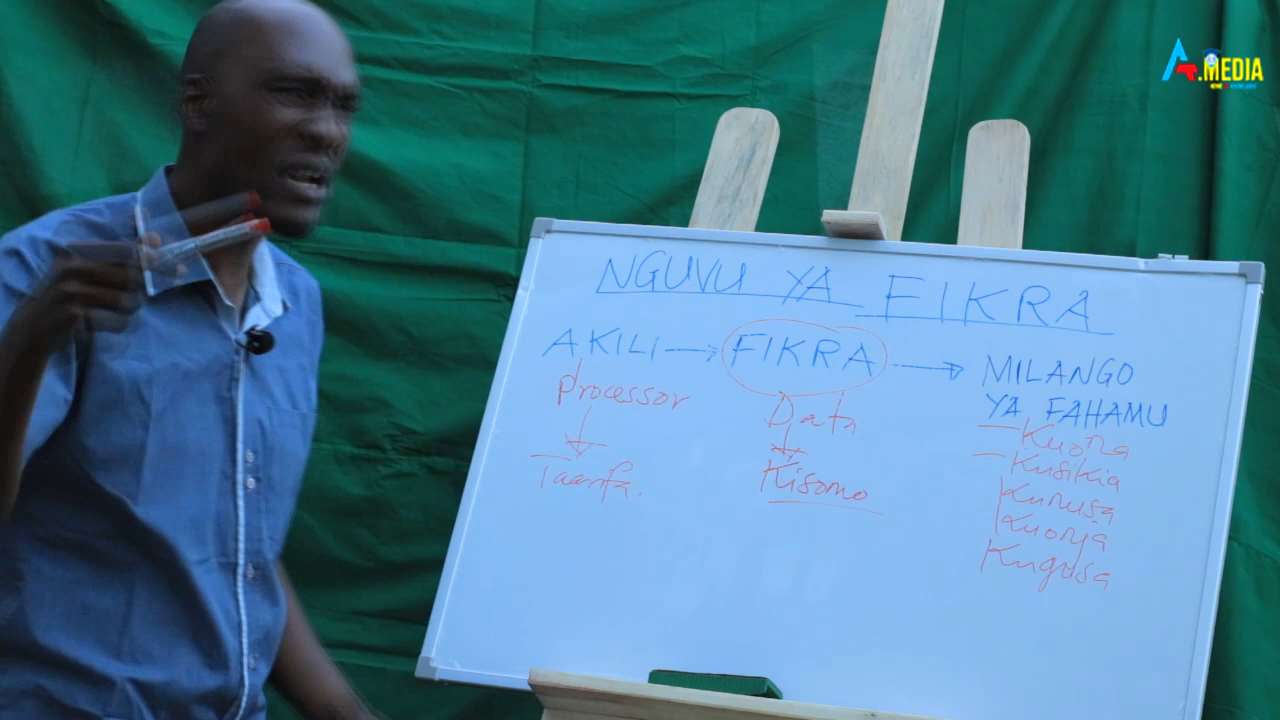 A.MEDIA
NGUVU YA FIKRA
AKILI → FIKRA → MILANGO
YA FAHAMU
processor
Data
Taarifa.
Kisomo
- Kuona
- Kusikia
Kunusa
Kuonja
Kugusa